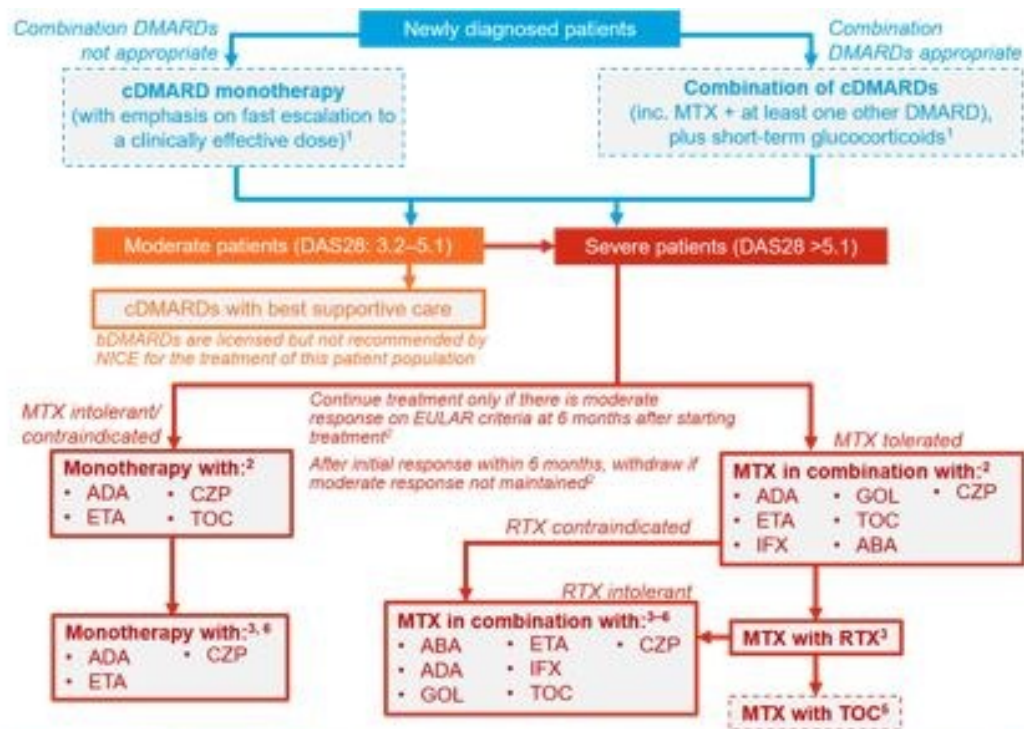 Newly diagnosed patients
Combination DMARDs
not appropriate
Combination
DMARDs appropriate
cDMARD monotherapy
(with emphasis on fast escalation to
a clinically effective dose)¹
Combination of cDMARDs
(inc. MTX + at least one other DMARD),
plus short-term glucocorticoids¹
Moderate patients (DAS28: 3.2–5.1)
Severe patients (DAS28 >5.1)
cDMARDs with best supportive care
bDMARDs are licensed but not recommended by
NICE for the treatment of this patient population
MTX intolerant/
contraindicated
Continue treatment only if there is moderate
response on EULAR criteria at 6 months after starting
treatment²
After initial response within 6 months, withdraw if
moderate response not maintained²
MTX tolerated
Monotherapy with:²
• ADA • CZP
• ETA • TOC
MTX in combination with:²
• ADA • GOL • CZP
• ETA • TOC
• IFX • ABA
RTX contraindicated
RTX intolerant
Monotherapy with:³, ⁶
• ADA • CZP
• ETA
MTX in combination with:³–⁶
• ABA • ETA • CZP
• ADA • IFX
• GOL • TOC
MTX with RTX³
MTX with TOC⁵